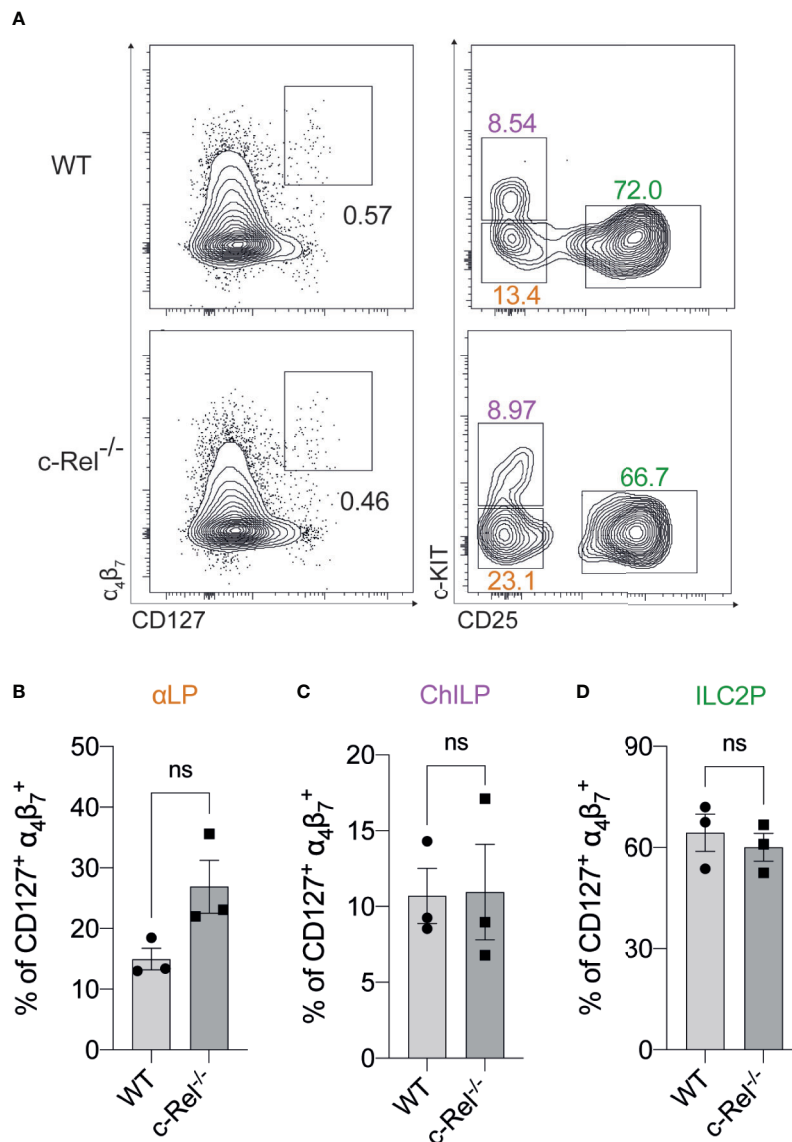 A
WT
0.57
8.54
72.0
13.4
c-Rel-/-
0.46
8.97
66.7
23.1
α4β7
CD127
c-KIT
CD25
B
αLP
% of CD127+ α4β7+
50
40
30
20
10
0
ns
WT
c-Rel-/-
C
ChILP
% of CD127+ α4β7+
20
15
10
5
0
ns
WT
c-Rel-/-
D
ILC2P
% of CD127+ α4β7+
90
60
30
0
ns
WT
c-Rel-/-